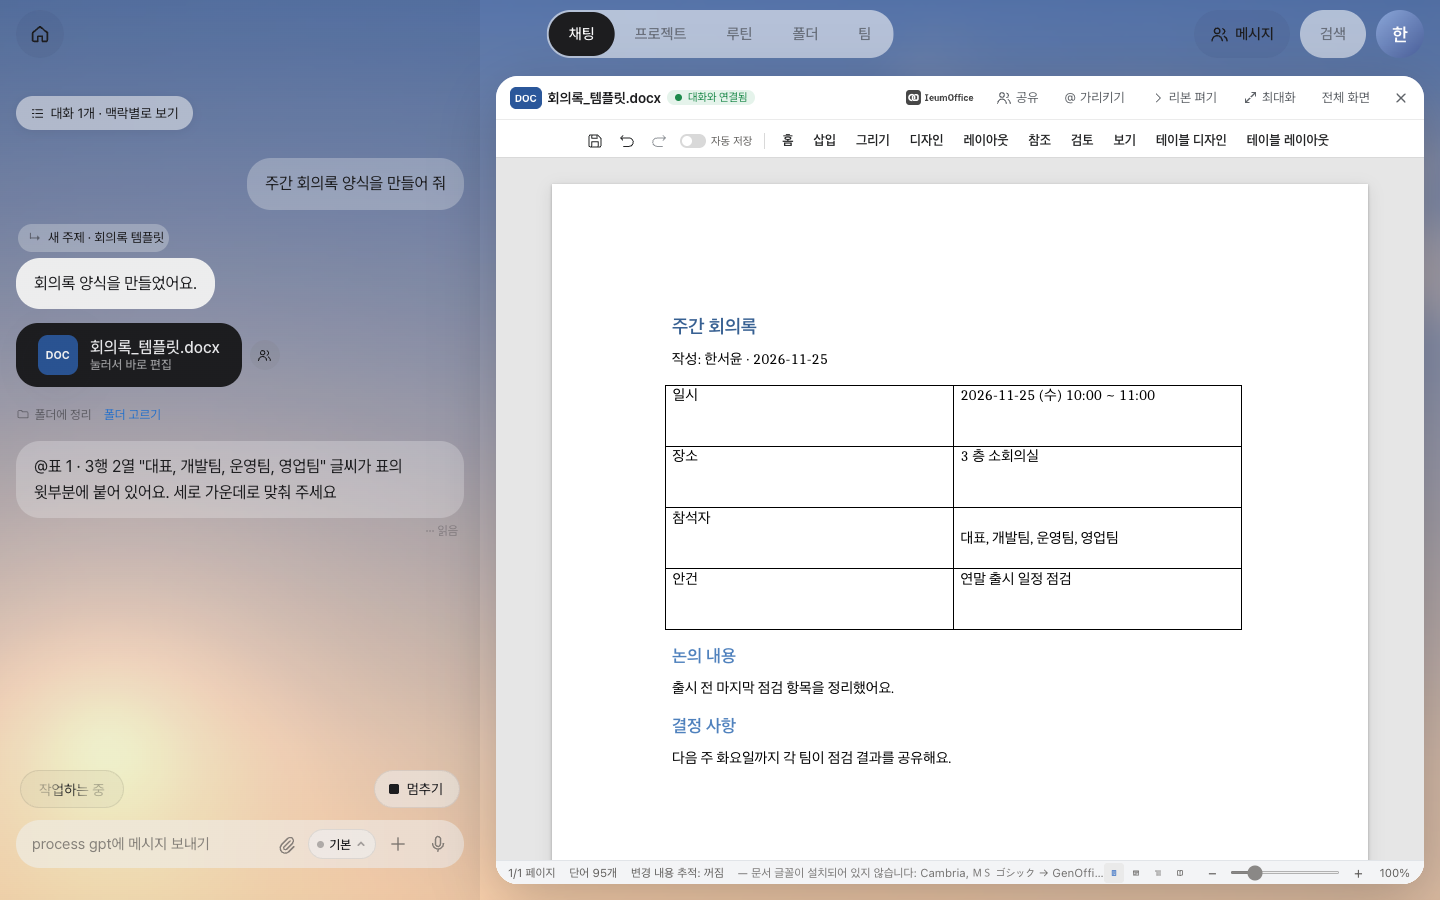 채팅
프로젝트
루틴
폴더
팀
메시지
검색
한
대화 1개 · 맥락별로 보기
주간 회의록 양식을 만들어 줘
새 주제 · 회의록 템플릿
회의록 양식을 만들었어요.
DOC
회의록_템플릿.docx
눌러서 바로 편집
폴더에 정리 폴더 고르기
@표 1 · 3행 2열 "대표, 개발팀, 운영팀, 영업팀" 글씨가 표의
윗부분에 붙어 있어요. 세로 가운데로 맞춰 주세요
··· 읽음
작업하는 중
멈추기
process gpt에 메시지 보내기
기본
DOC 회의록_템플릿.docx 대화와 연결됨
IeumOffice 공유 @ 가리키기 리본 펴기 최대화 전체 화면
자동 저장 홈 삽입 그리기 디자인 레이아웃 참조 검토 보기 테이블 디자인 테이블 레이아웃
주간 회의록
작성: 한서윤 · 2026-11-25
일시 2026-11-25 (수) 10:00 ~ 11:00
장소 3 층 소회의실
참석자 대표, 개발팀, 운영팀, 영업팀
안건 연말 출시 일정 점검
논의 내용
출시 전 마지막 점검 항목을 정리했어요.
결정 사항
다음 주 화요일까지 각 팀이 점검 결과를 공유해요.
1/1 페이지 단어 95개 변경 내용 추적: 꺼짐 — 문서 글꼴이 설치되어 있지 않습니다: Cambria, ＭＳ ゴシック → GenOffi... 100%